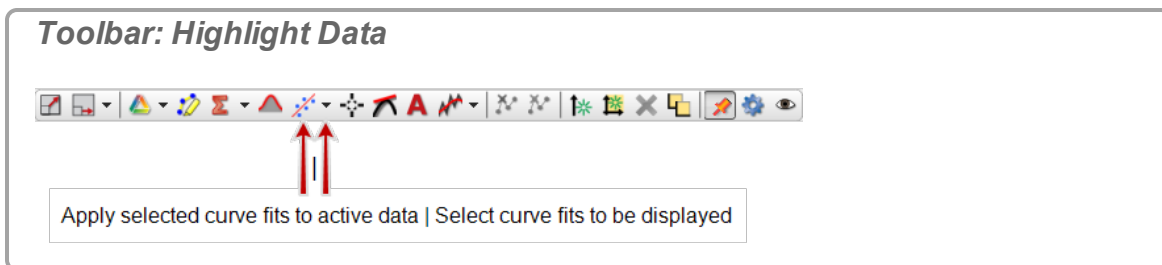 Toolbar: Highlight Data
Apply selected curve fits to active data | Select curve fits to be displayed